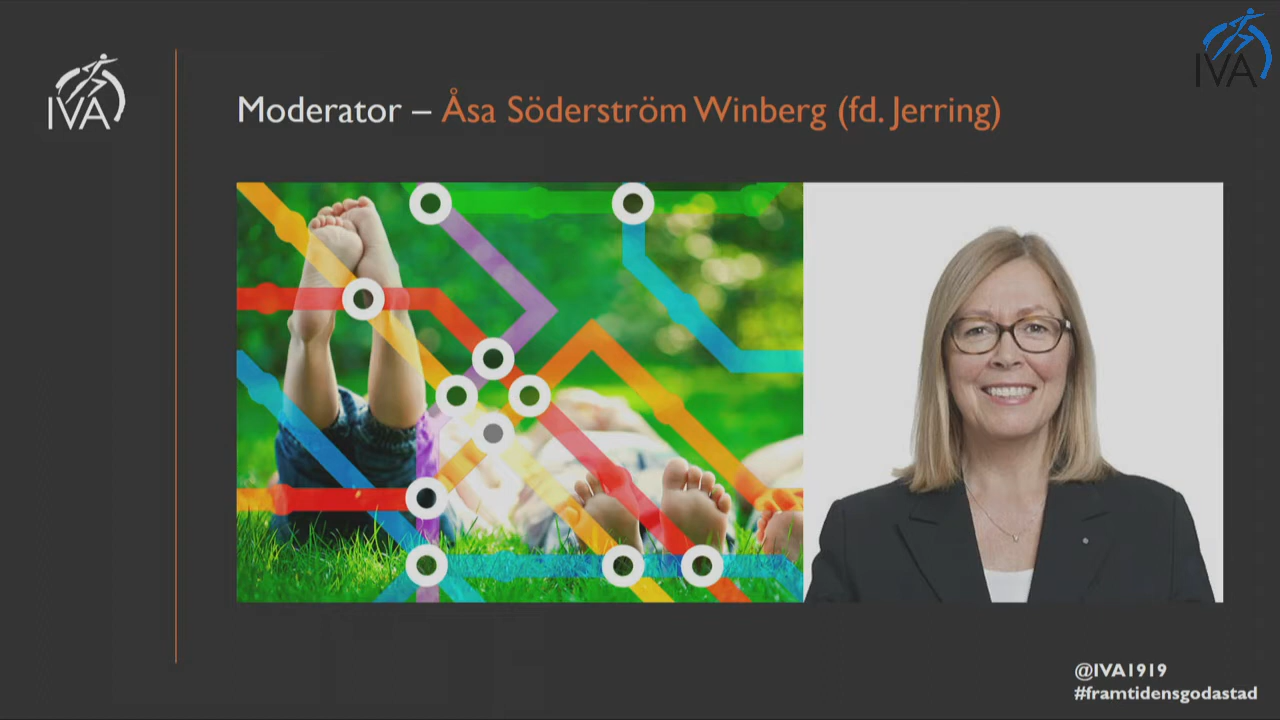 IVA
IVA
Moderator – Åsa Söderström Winberg (fd. Jerring)
@IVA1919
#framtidensgodastad